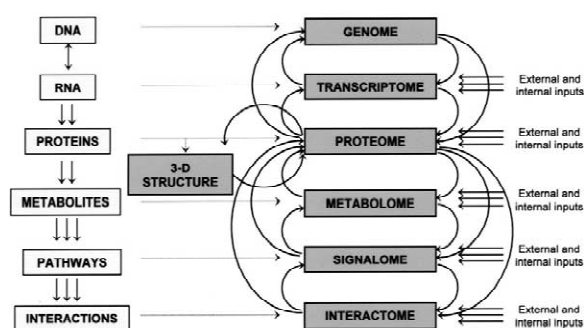 DNA
GENOME
RNA
TRANSCRIPTOME
External and
internal inputs
PROTEINS
PROTEOME
External and
internal inputs
3-D
STRUCTURE
METABOLITES
METABOLOME
External and
internal inputs
PATHWAYS
SIGNALOME
External and
internal inputs
INTERACTIONS
INTERACTOME
External and
internal inputs